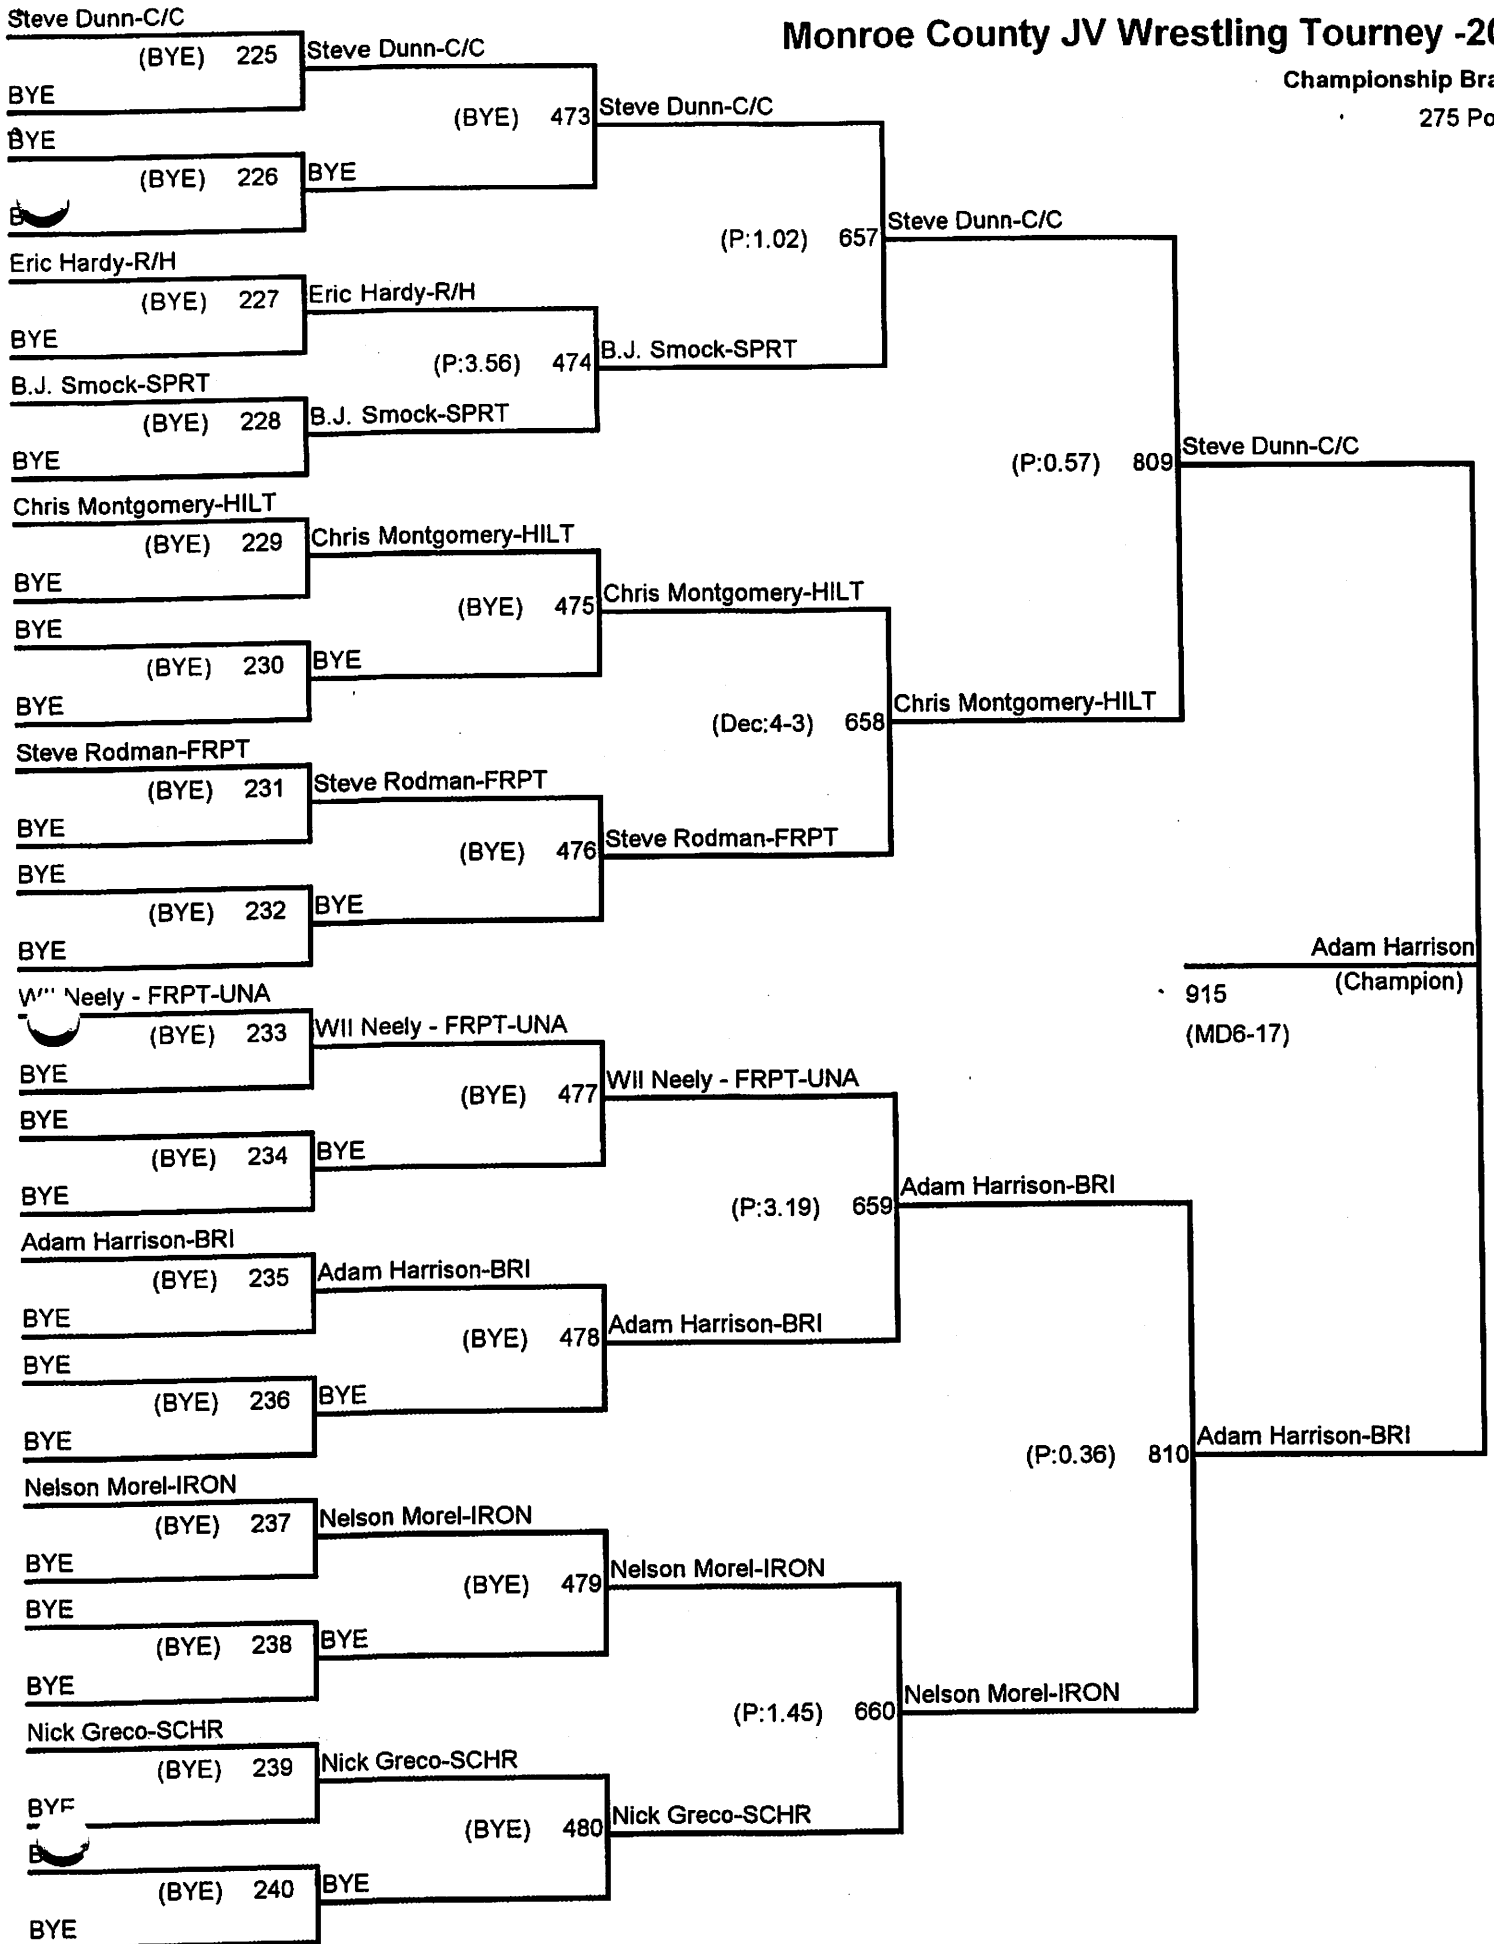 Monroe County JV Wrestling Tourney -20
Championship Bra
275 Po
Steve Dunn-C/C
(BYE) 225
BYE
Steve Dunn-C/C
(BYE) 473
BYE
(BYE) 226
BYE
Steve Dunn-C/C
(P:1.02) 657
Eric Hardy-R/H
(BYE) 227
BYE
Eric Hardy-R/H
(P:3.56) 474
B.J. Smock-SPRT
(BYE) 228
BYE
B.J. Smock-SPRT
B.J. Smock-SPRT
Steve Dunn-C/C
(P:0.57) 809
Chris Montgomery-HILT
(BYE) 229
BYE
Chris Montgomery-HILT
(BYE) 475
BYE
(BYE) 230
BYE
BYE
Chris Montgomery-HILT
(Dec:4-3) 658
Steve Rodman-FRPT
(BYE) 231
BYE
Steve Rodman-FRPT
(BYE) 476
BYE
(BYE) 232
BYE
BYE
Steve Rodman-FRPT
Chris Montgomery-HILT
Steve Dunn-C/C
Adam Harrison
(Champion)
915
(MD6-17)
Neely - FRPT-UNA
(BYE) 233
BYE
WIl Neely - FRPT-UNA
(BYE) 477
BYE
(BYE) 234
BYE
BYE
WIl Neely - FRPT-UNA
(P:3.19) 659
Adam Harrison-BRI
(BYE) 235
BYE
Adam Harrison-BRI
(BYE) 478
BYE
(BYE) 236
BYE
BYE
Adam Harrison-BRI
Adam Harrison-BRI
(P:0.36) 810
Adam Harrison-BRI
Nelson Morel-IRON
(BYE) 237
BYE
Nelson Morel-IRON
(BYE) 479
BYE
(BYE) 238
BYE
BYE
Nelson Morel-IRON
(P:1.45) 660
Nelson Morel-IRON
Nick Greco-SCHR
(BYE) 239
BYE
Nick Greco-SCHR
(BYE) 480
Nick Greco-SCHR
(BYE) 240
BYE
BYE